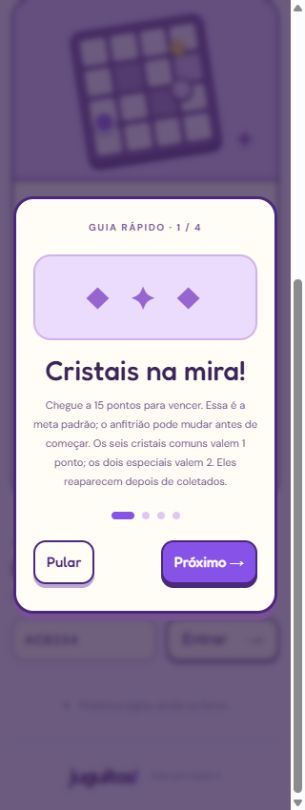 GUIA RÁPIDO · 1 / 4
Cristais na mira!
Chegue a 15 pontos para vencer. Essa é a
meta padrão; o anfitrião pode mudar antes de
começar. Os seis cristais comuns valem 1
ponto; os dois especiais valem 2. Eles
reaparecem depois de coletados.
Pular
Próximo →
Entrar →
juguitos!